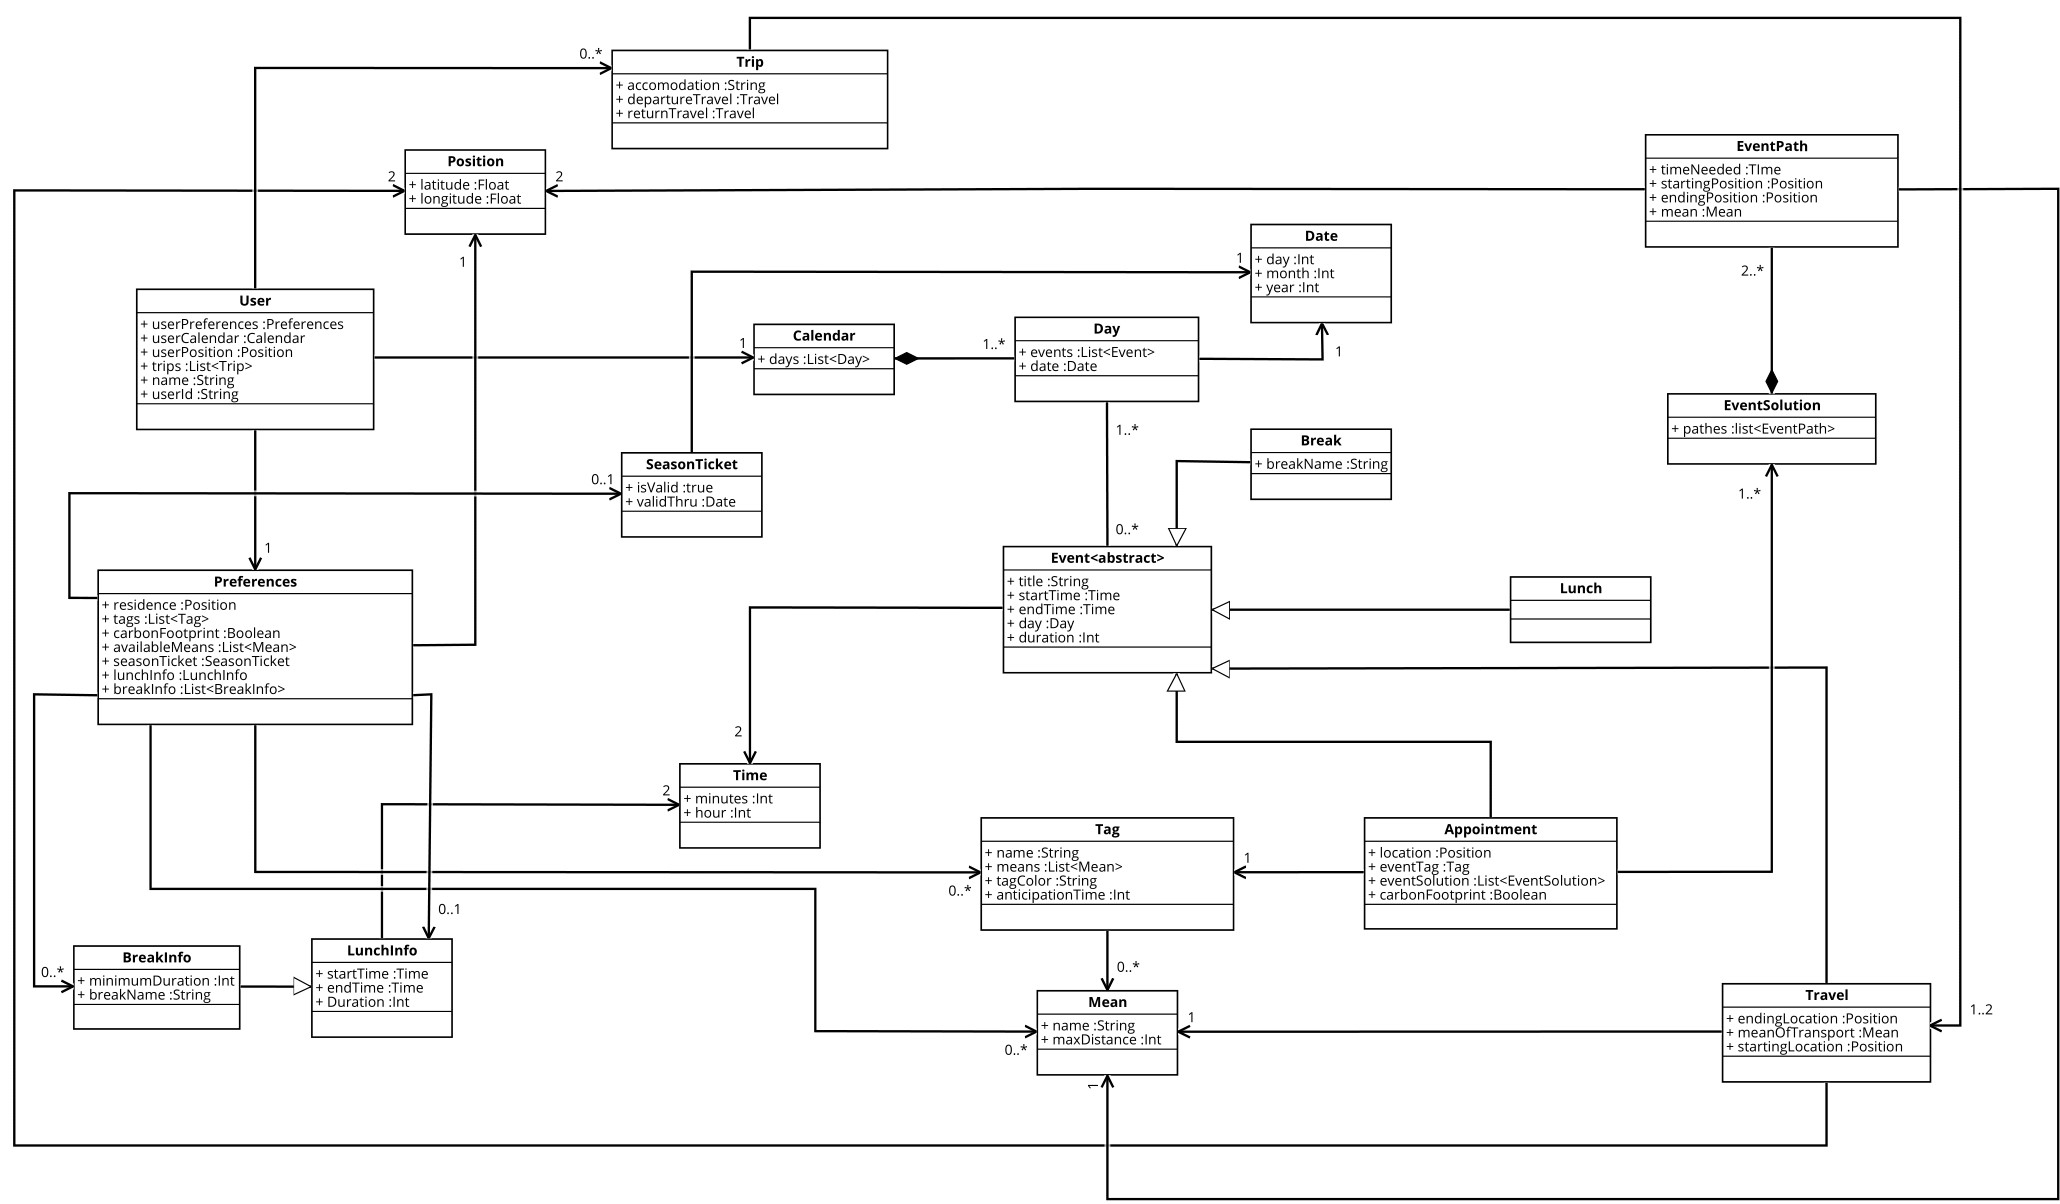 0..*
Trip
+ accomodation :String
+ departureTravel :Travel
+ returnTravel :Travel
2
Position
+ latitude :Float
+ longitude :Float
2
1
EventPath
+ timeNeeded :TIme
+ startingPosition :Position
+ endingPosition :Position
+ mean :Mean
2..*
1
Date
+ day :Int
+ month :Int
+ year :Int
1
User
+ userPreferences :Preferences
+ userCalendar :Calendar
+ userPosition :Position
+ trips :List<Trip>
+ name :String
+ userId :String
1
Calendar
+ days :List<Day>
1..*
Day
+ events :List<Event>
+ date :Date
1..*
EventSolution
+ pathes :list<EventPath>
1..*
Break
+ breakName :String
0..1
SeasonTicket
+ isValid :true
+ validThru :Date
1
0..*
Event<abstract>
+ title :String
+ startTime :Time
+ endTime :Time
+ day :Day
+ duration :Int
Lunch
Preferences
+ residence :Position
+ tags :List<Tag>
+ carbonFootprint :Boolean
+ availableMeans :List<Mean>
+ seasonTicket :SeasonTicket
+ lunchInfo :LunchInfo
+ breakInfo :List<BreakInfo>
2
2
Time
+ minutes :Int
+ hour :Int
0..*
Tag
+ name :String
+ means :List<Mean>
+ tagColor :String
+ anticipationTime :Int
1
Appointment
+ location :Position
+ eventTag :Tag
+ eventSolution :List<EventSolution>
+ carbonFootprint :Boolean
0..1
0..*
BreakInfo
+ minimumDuration :Int
+ breakName :String
LunchInfo
+ startTime :Time
+ endTime :Time
+ Duration :Int
0..*
0..*
Mean
+ name :String
+ maxDistance :Int
1
1
Travel
+ endingLocation :Position
+ meanOfTransport :Mean
+ startingLocation :Position
1..2